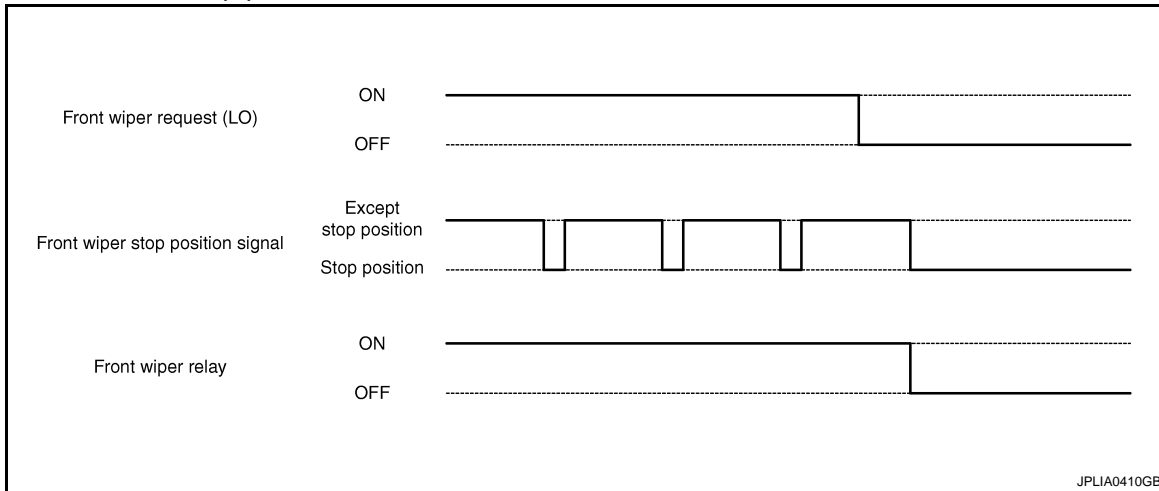 ON
Front wiper request (LO)
OFF
Except
stop position
Front wiper stop position signal
Stop position
ON
Front wiper relay
OFF
JPLIA0410GB